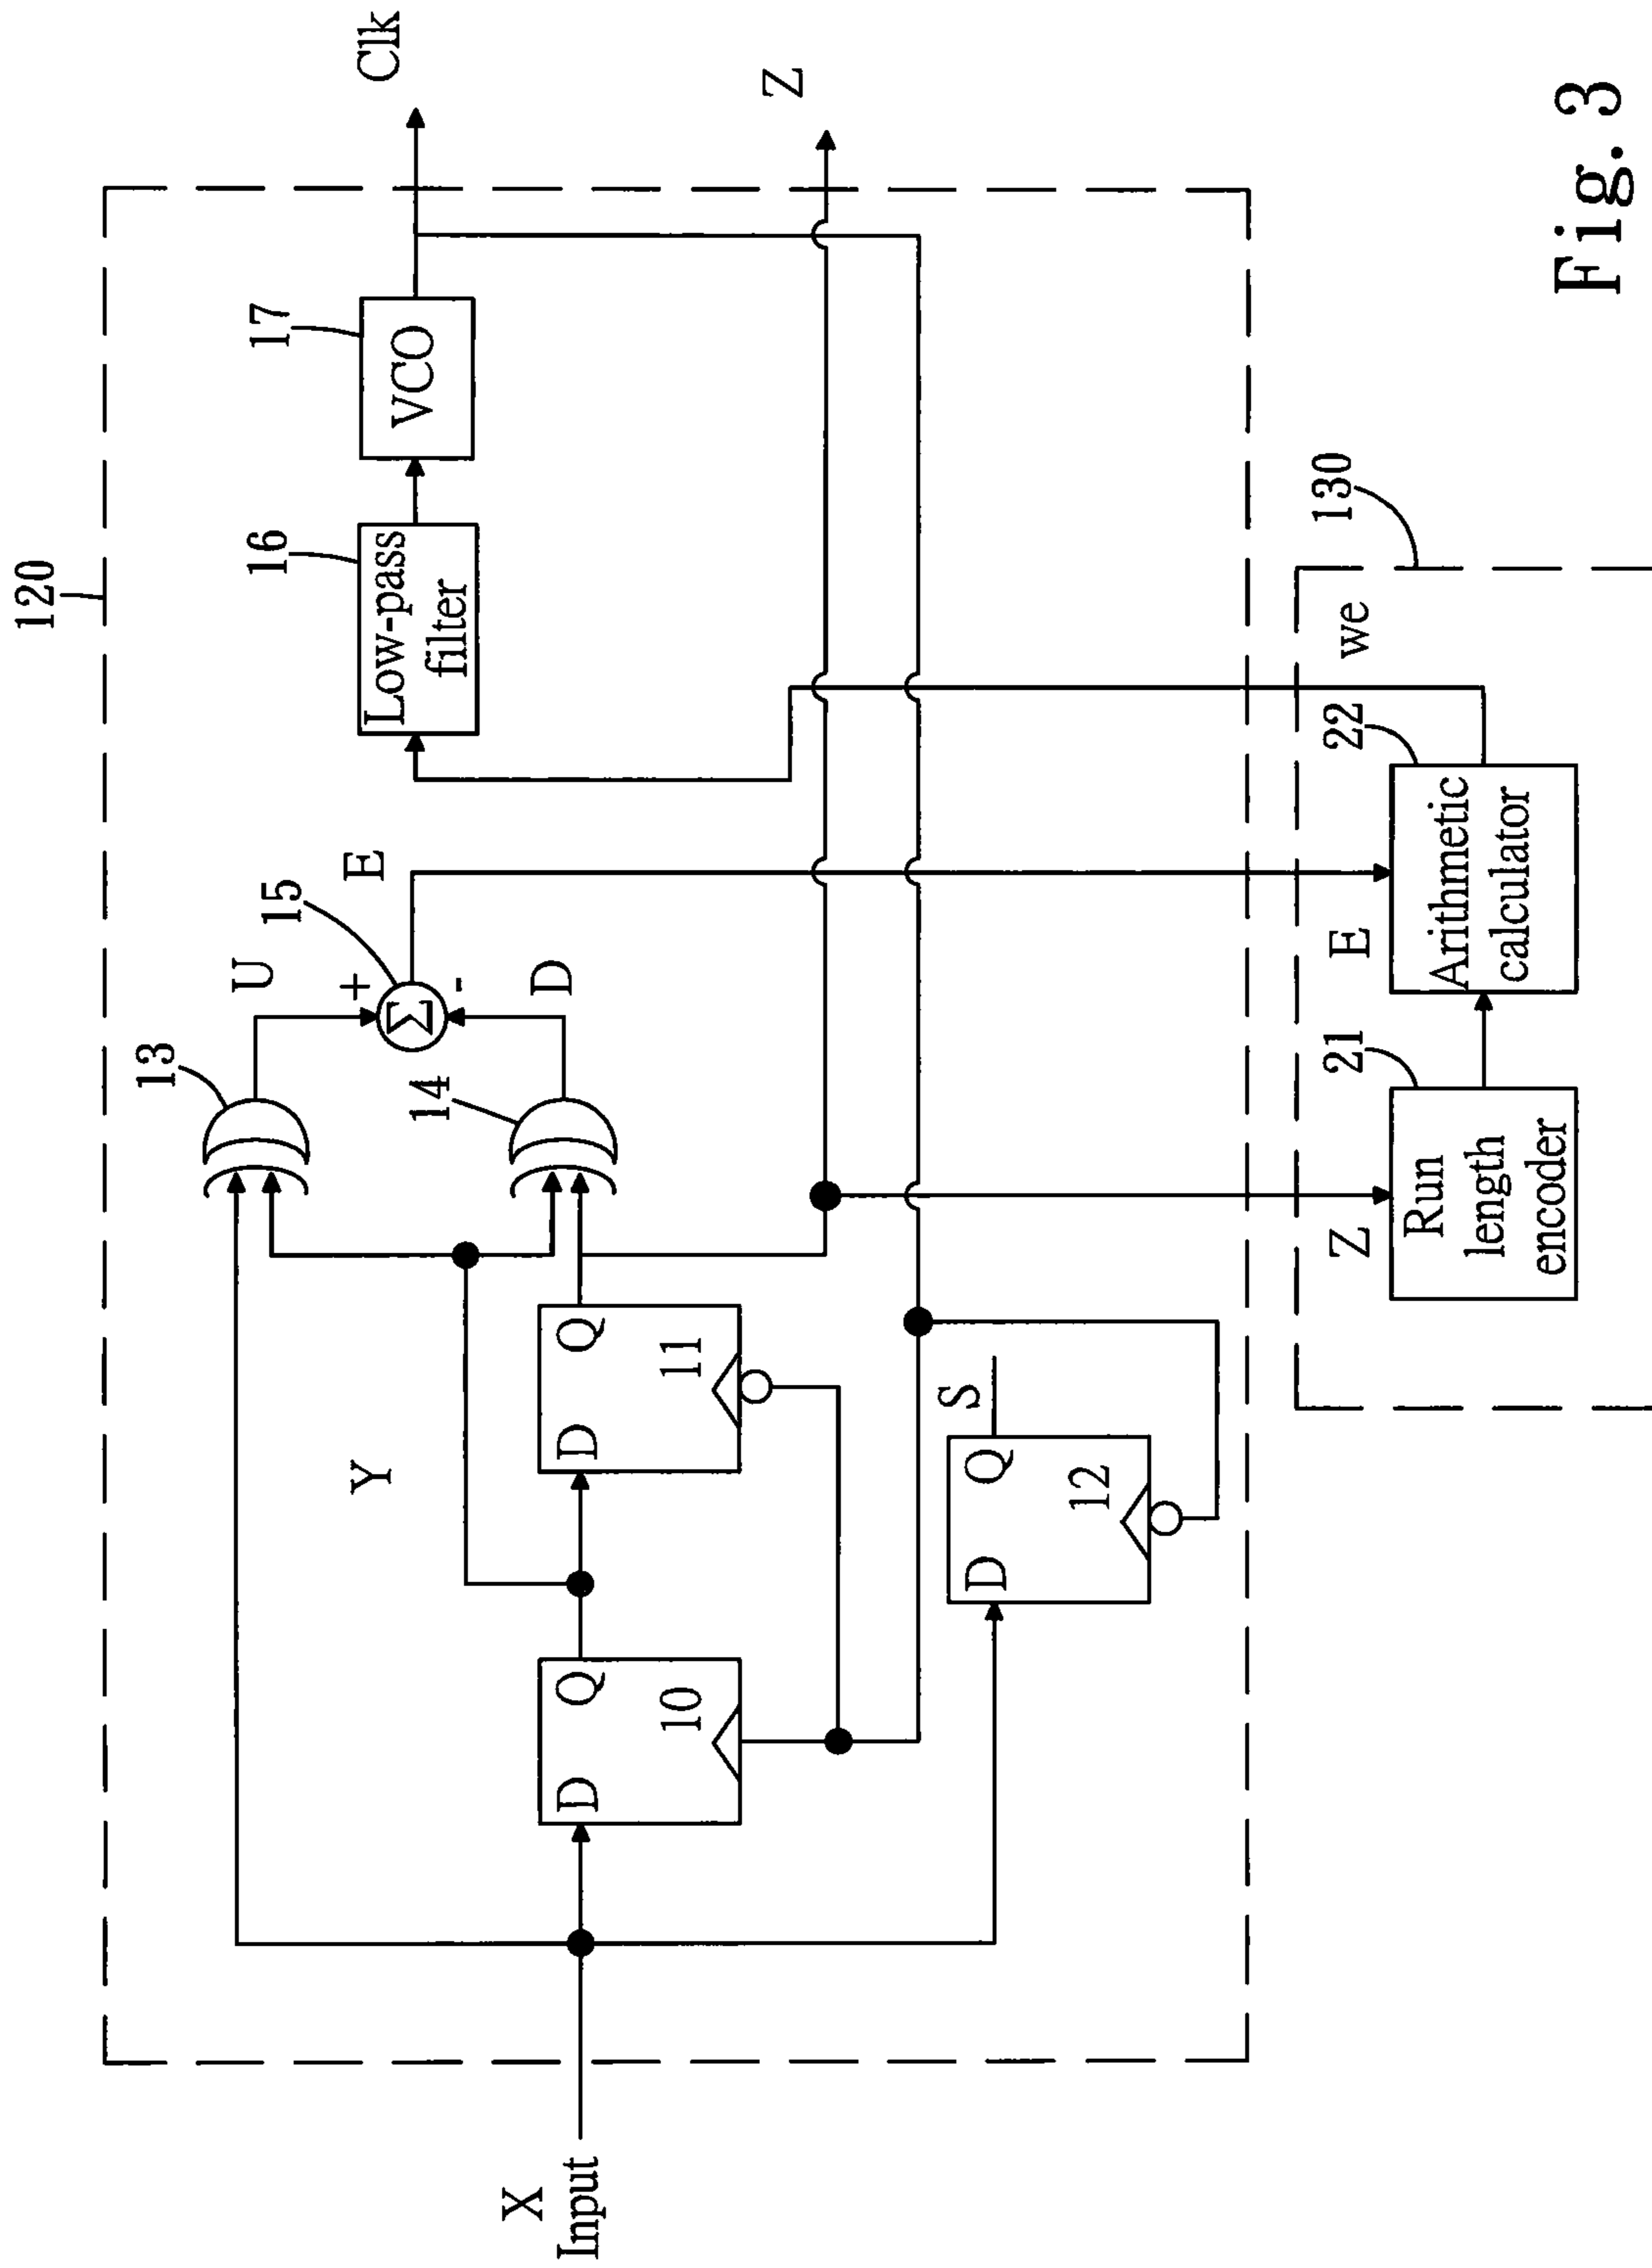 120
13
U
15
E
16
17
Clk
+
Σ
-
Low-pass
filter
VCO
14
D
Y
X
Input
D
Q
10
D
Q
11
Z
D
Q
12
S
130
Z
21
E
22
we
Run
length
encoder
Arithmetic
calculator
Fig. 3